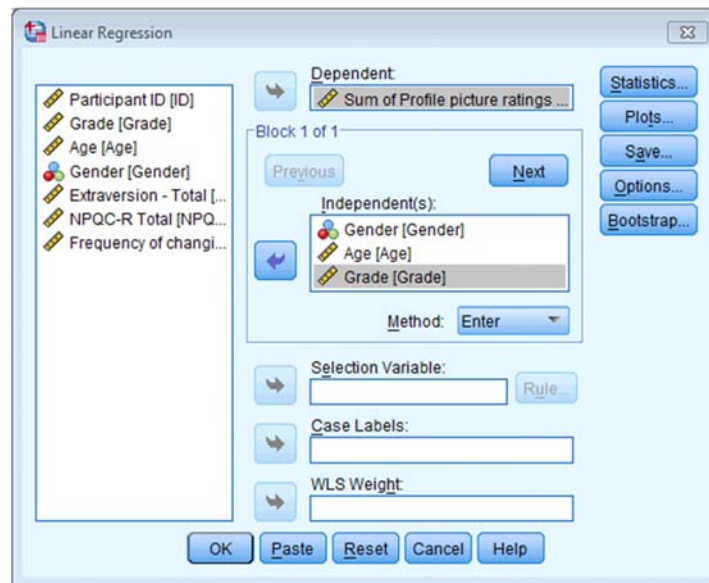 Linear Regression
Participant ID [ID]
Grade [Grade]
Age [Age]
Gender [Gender]
Extraversion - Total [...
NPQC-R Total [NPQ...
Frequency of changi...
Dependent:
Sum of Profile picture ratings ...
Block 1 of 1
Previous
Next
Independent(s):
Gender [Gender]
Age [Age]
Grade [Grade]
Method: Enter
Selection Variable:
Rule...
Case Labels:
WLS Weight:
Statistics...
Plots...
Save...
Options...
Bootstrap...
OK Paste Reset Cancel Help